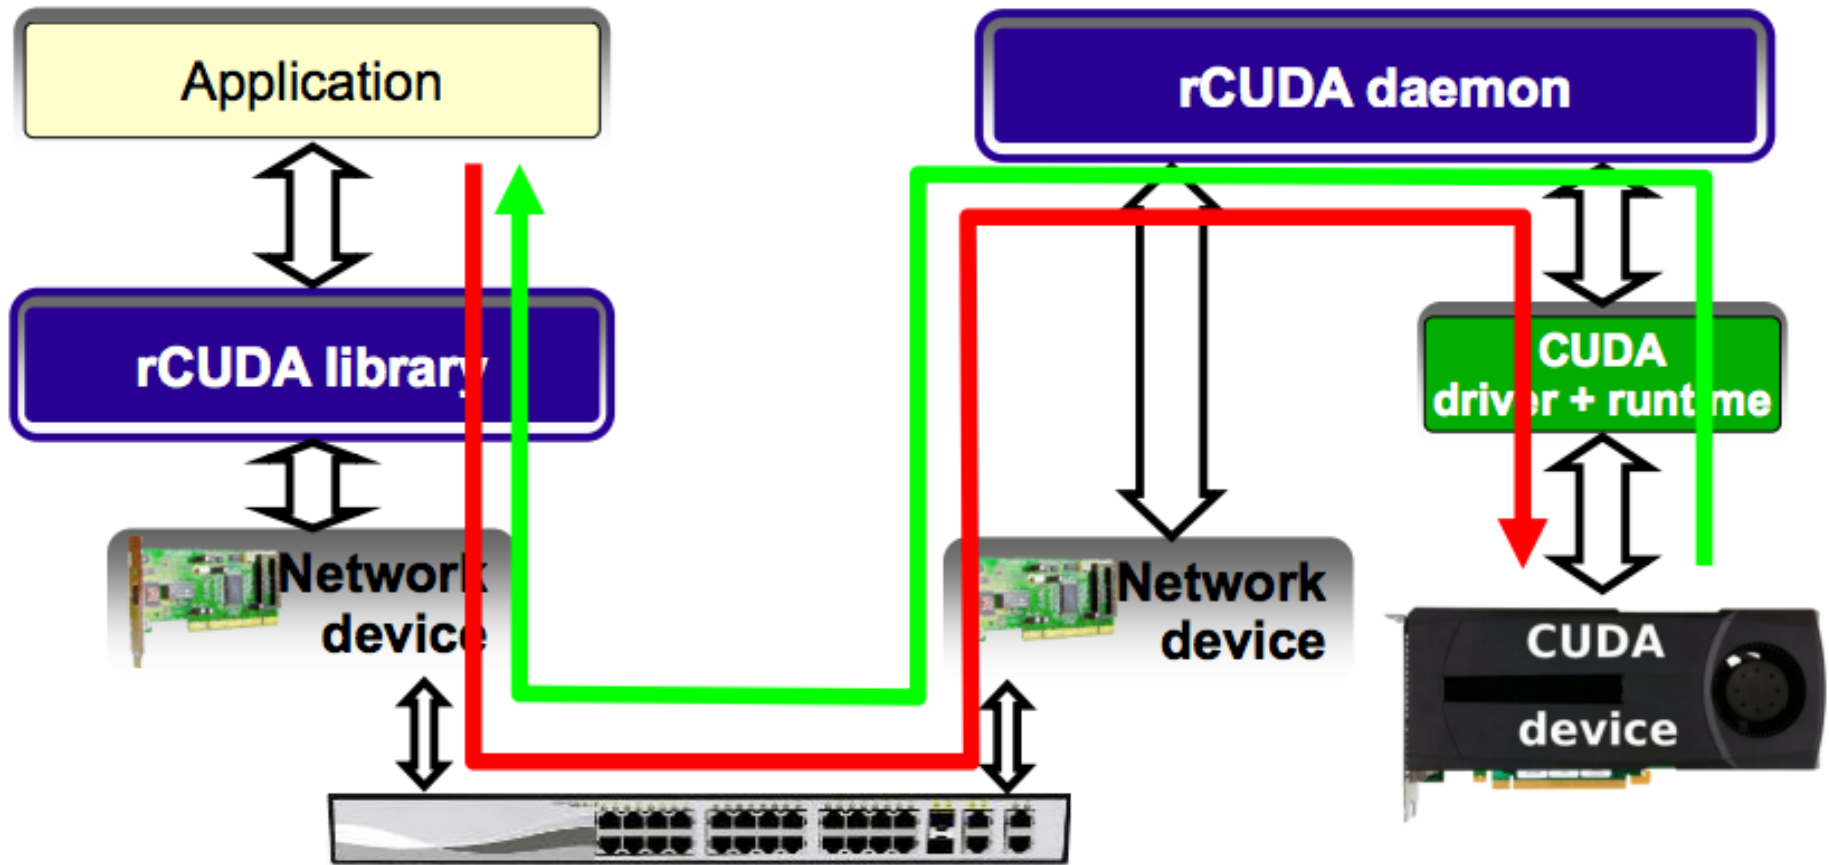 Application
rCUDA daemon
rCUDA library
CUDA
driver + runtime
Network
device
Network
device
CUDA
device